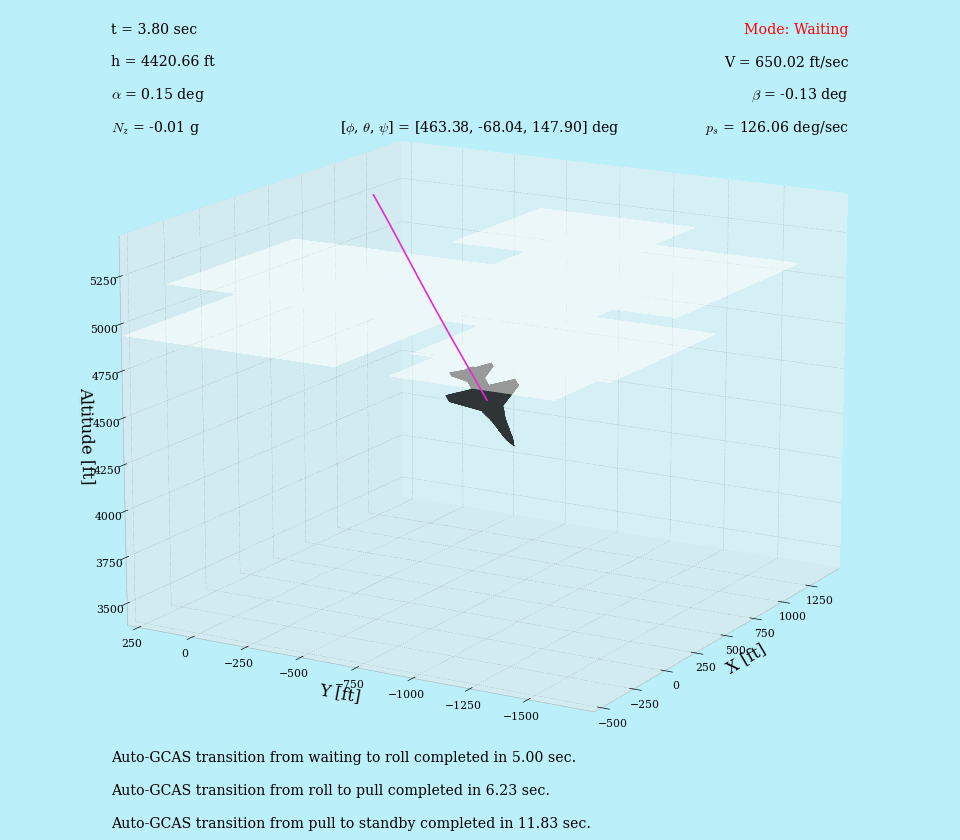 t = 3.80 sec
Mode: Waiting
h = 4420.66 ft
V = 650.02 ft/sec
α = 0.15 deg
β = -0.13 deg
N_z = -0.01 g
[ϕ, θ, ψ] = [463.38, -68.04, 147.90] deg
p_s = 126.06 deg/sec
5250
5000
4750
4500
4250
4000
3750
3500
Altitude [ft]
250
0
−250
−500
−750
−1000
−1250
−1500
Y [ft]
−500
−250
0
250
500
750
1000
1250
X [ft]
Auto-GCAS transition from waiting to roll completed in 5.00 sec.
Auto-GCAS transition from roll to pull completed in 6.23 sec.
Auto-GCAS transition from pull to standby completed in 11.83 sec.